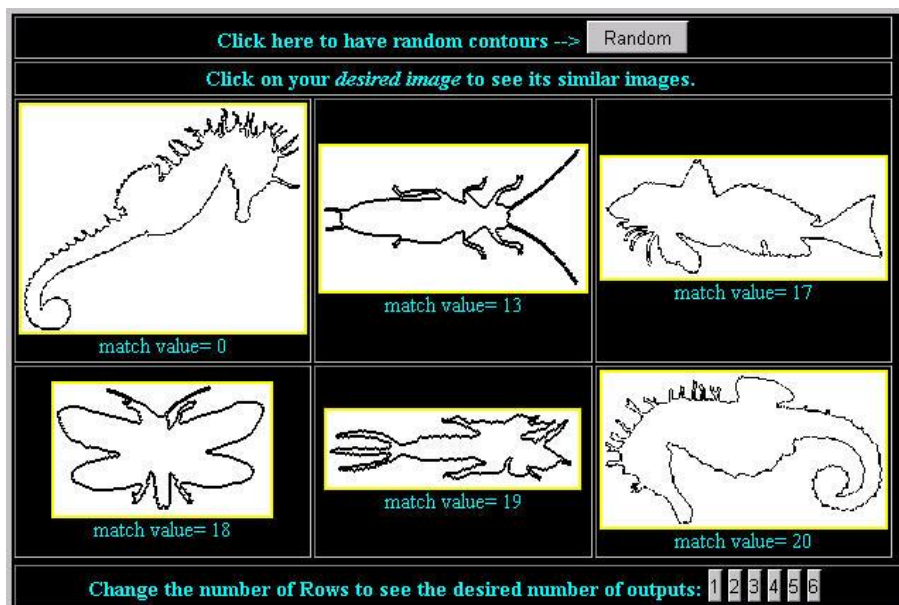 Click here to have random contours --> Random
Click on your desired image to see its similar images.
match value= 0
match value= 13
match value= 17
match value= 18
match value= 19
match value= 20
Change the number of Rows to see the desired number of outputs: 1 2 3 4 5 6